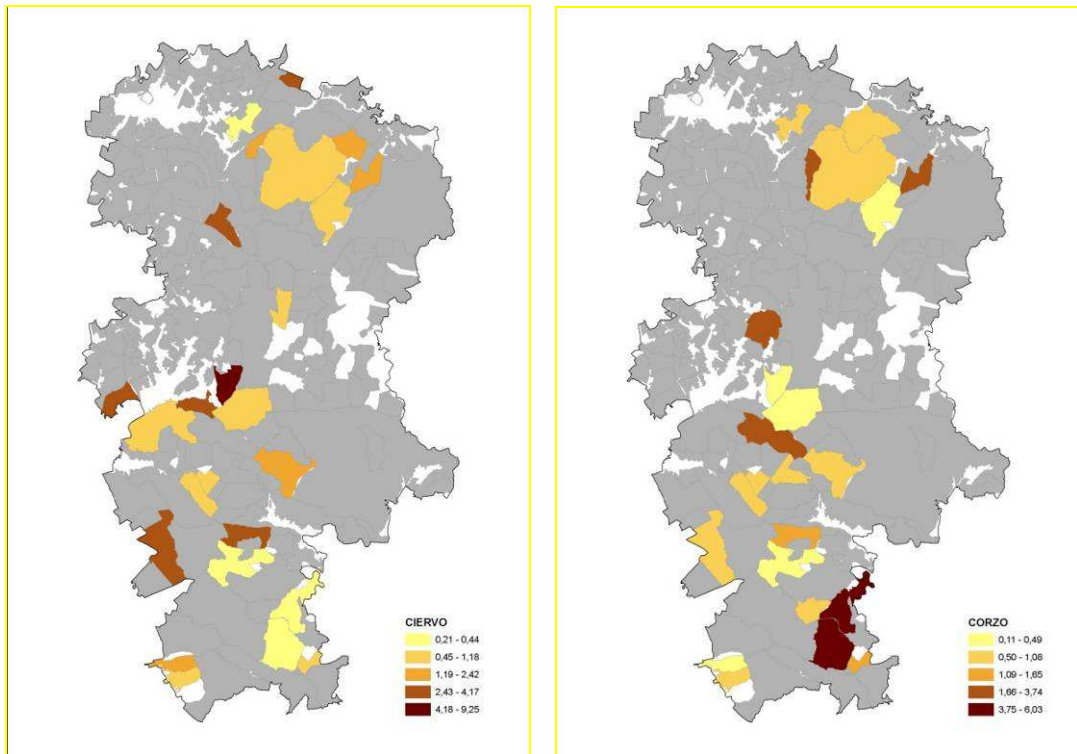 CIERVO
0,21 - 0,44
0,45 - 1,18
1,19 - 2,42
2,43 - 4,17
4,18 - 9,25
CORZO
0,11 - 0,49
0,50 - 1,08
1,09 - 1,65
1,66 - 3,74
3,75 - 6,03